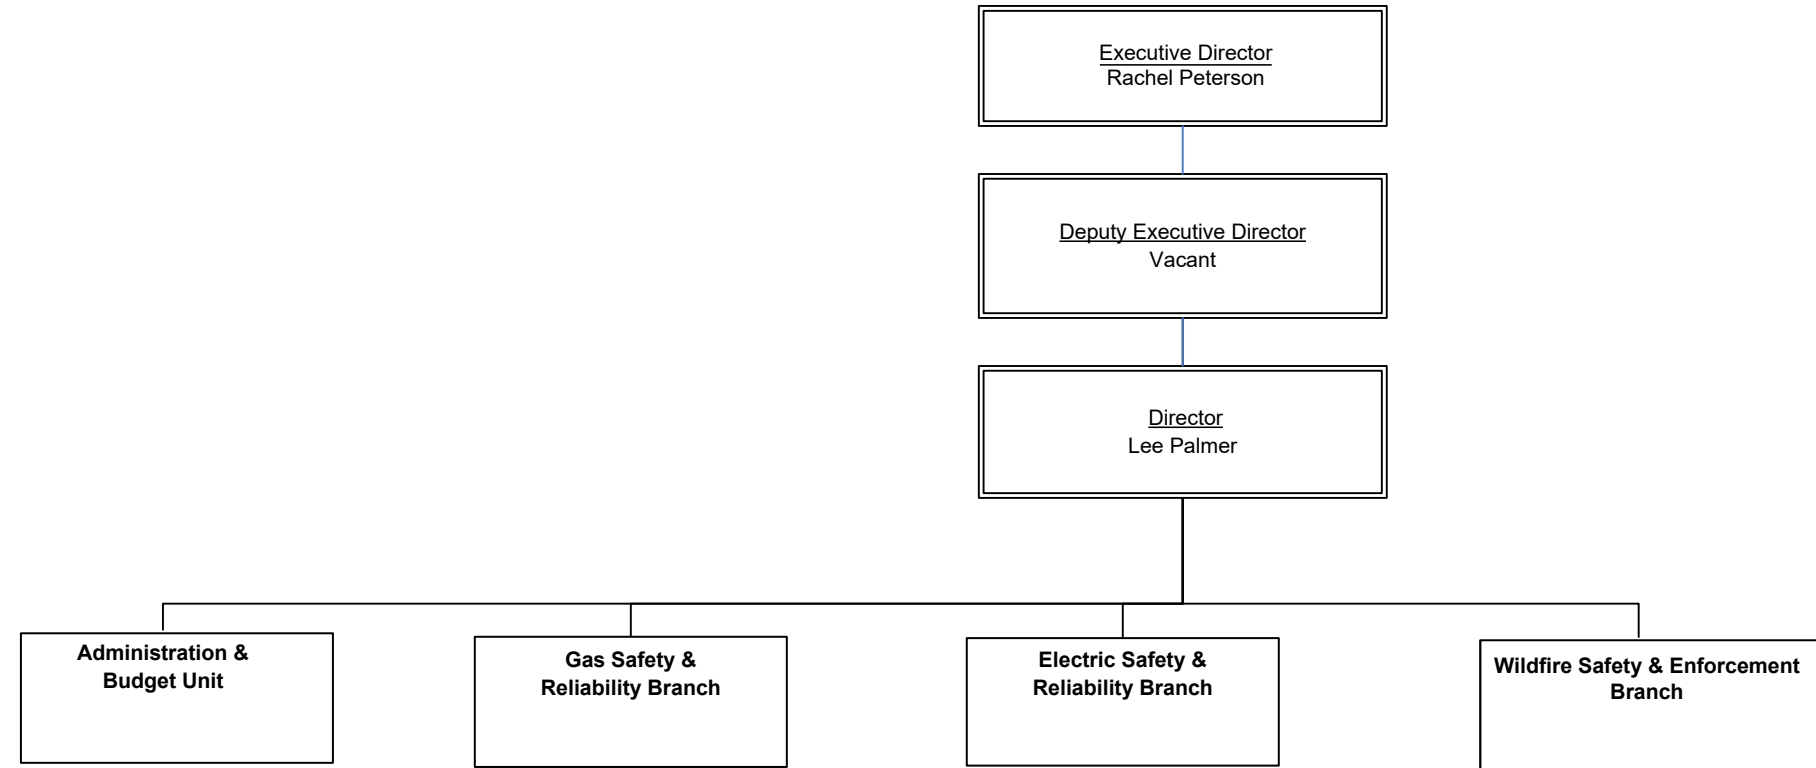 Executive Director
Rachel Peterson
Deputy Executive Director
Vacant
Director
Lee Palmer
Administration &
Budget Unit
Gas Safety &
Reliability Branch
Electric Safety &
Reliability Branch
Wildfire Safety & Enforcement
Branch